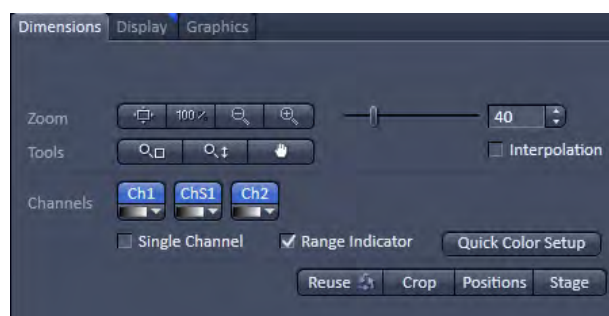 Dimensions Display Graphics
Zoom 100% 40
Tools Interpolation
Channels Ch1 ChS1 Ch2
Single Channel Range Indicator Quick Color Setup
Reuse Crop Positions Stage